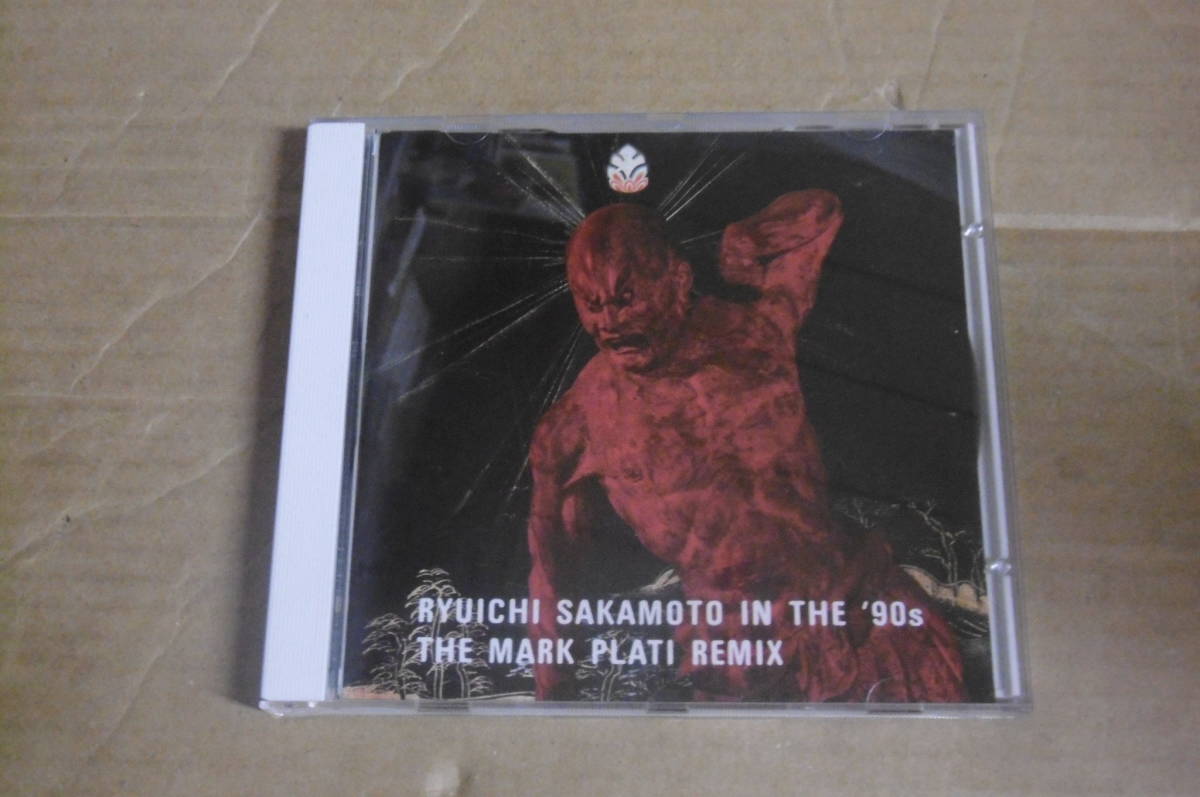 RYUICHI SAKAMOTO IN THE '90s
THE MARK PLATI REMIX